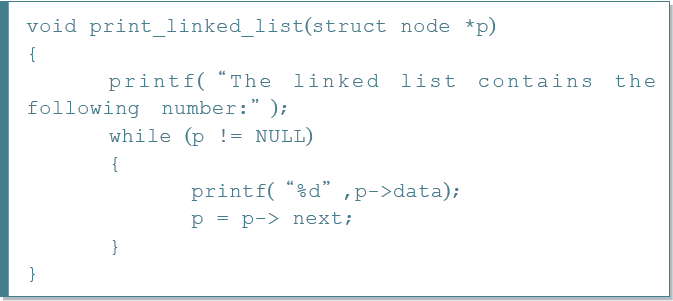 void print_linked_list(struct node *p)
{
printf( “The linked list contains the
following number:” );
while (p != NULL)
{
printf( “%d” ,p->data);
p = p-> next;
}
}